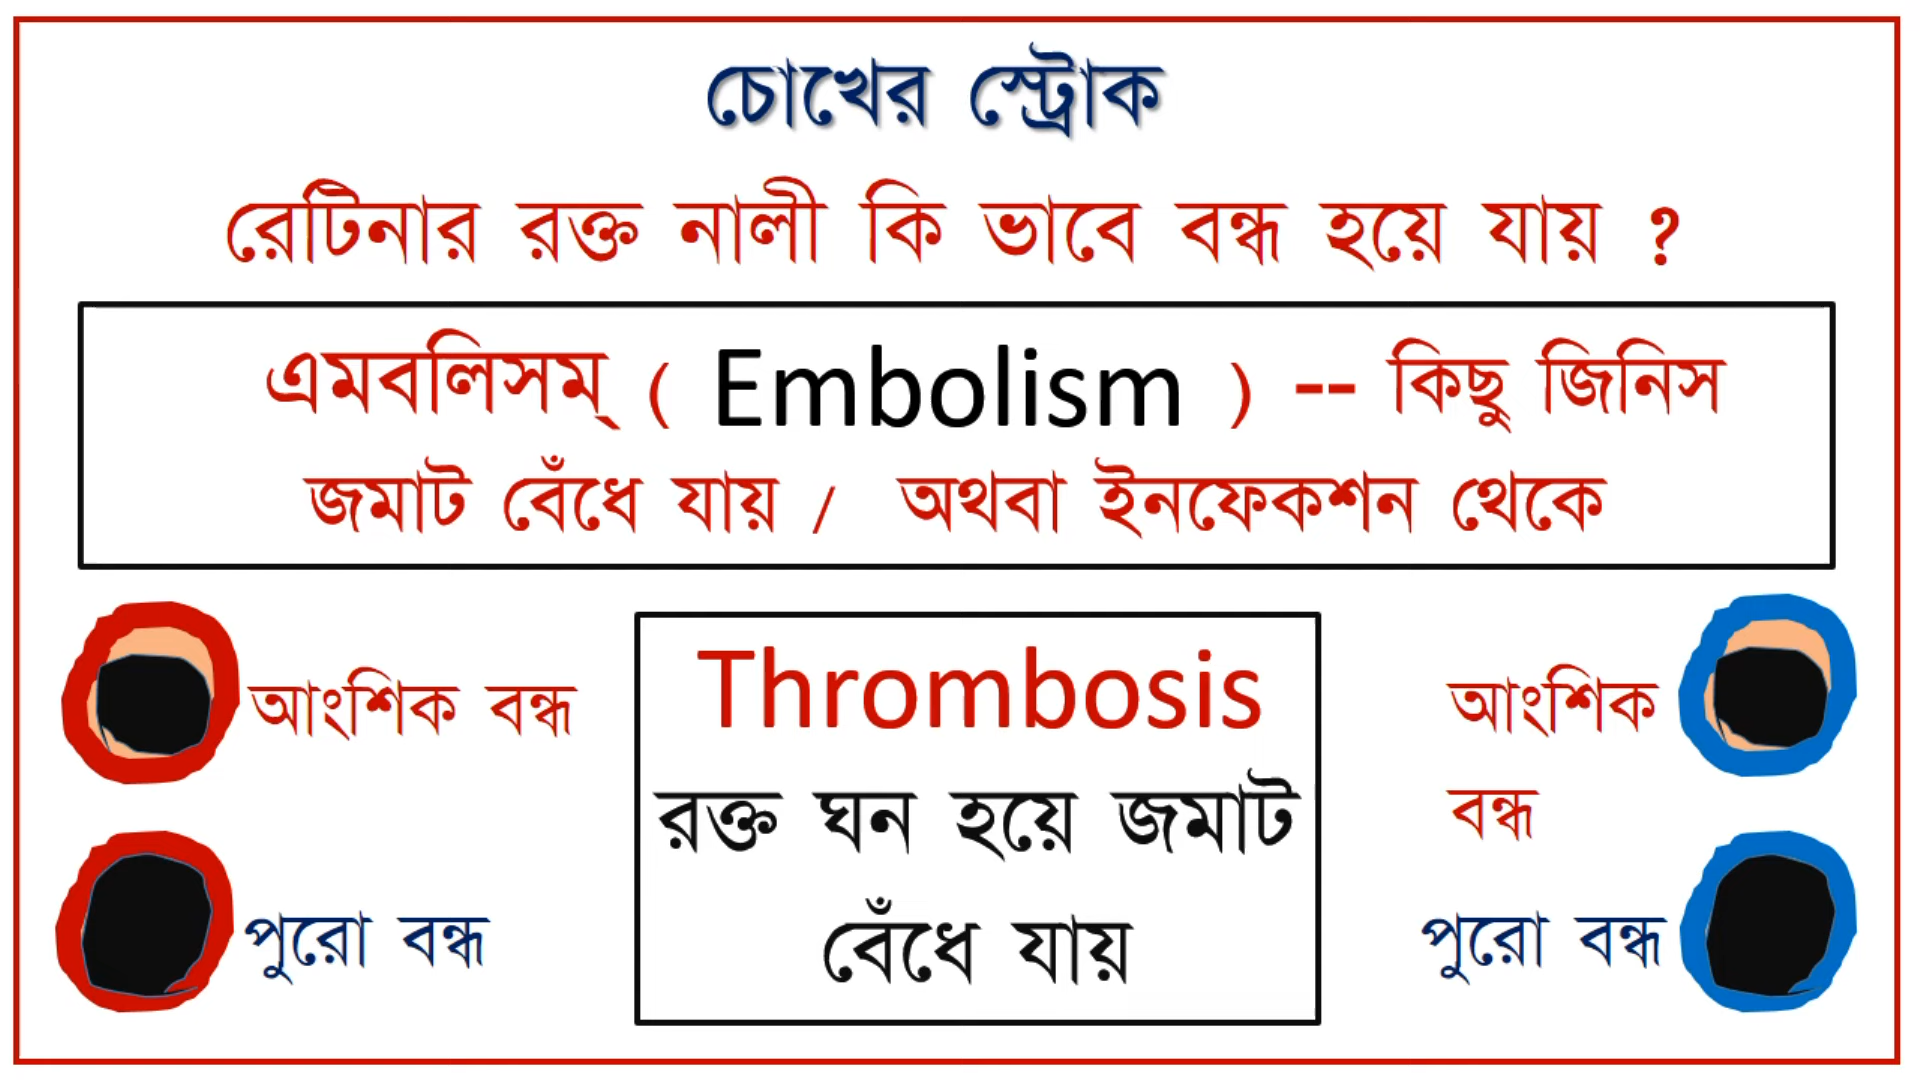 চোখের স্ট্রোক
রেটিনার রক্ত নালী কি ভাবে বন্ধ হয়ে যায় ?
এমবলিসম্ ( Embolism ) -- কিছু জিনিস
জমাট বেঁধে যায় / অথবা ইনফেকশন থেকে
আংশিক বন্ধ
পুরো বন্ধ
Thrombosis
রক্ত ঘন হয়ে জমাট
বেঁধে যায়
আংশিক
বন্ধ
পুরো বন্ধ